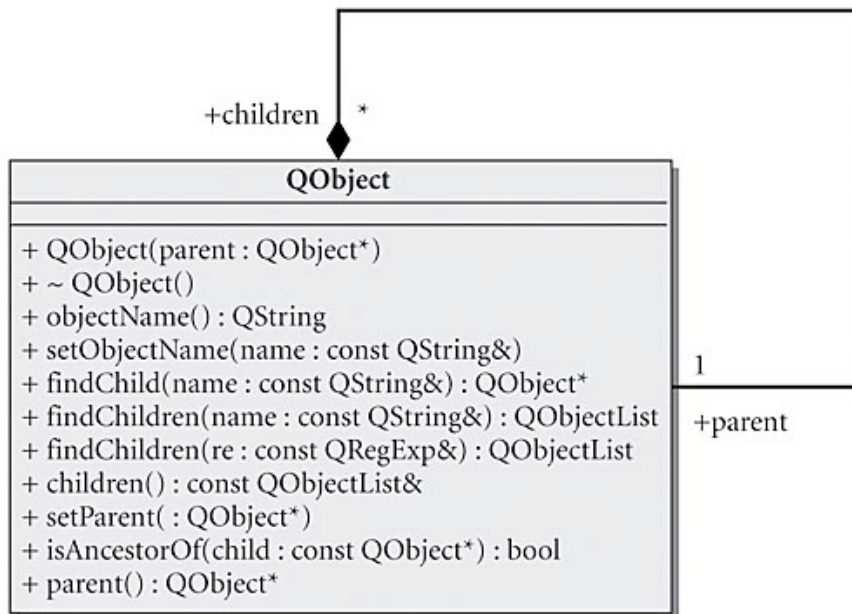 +children *
QObject
+ QObject(parent : QObject*)
+ ~ QObject()
+ objectName() : QString
+ setObjectName(name : const QString&)
+ findChild(name : const QString&) : QObject*
+ findChildren(name : const QString&) : QObjectList
+ findChildren(re : const QRegExp&) : QObjectList
+ children() : const QObjectList&
+ setParent( : QObject*)
+ isAncestorOf(child : const QObject*) : bool
+ parent() : QObject*
1
+parent